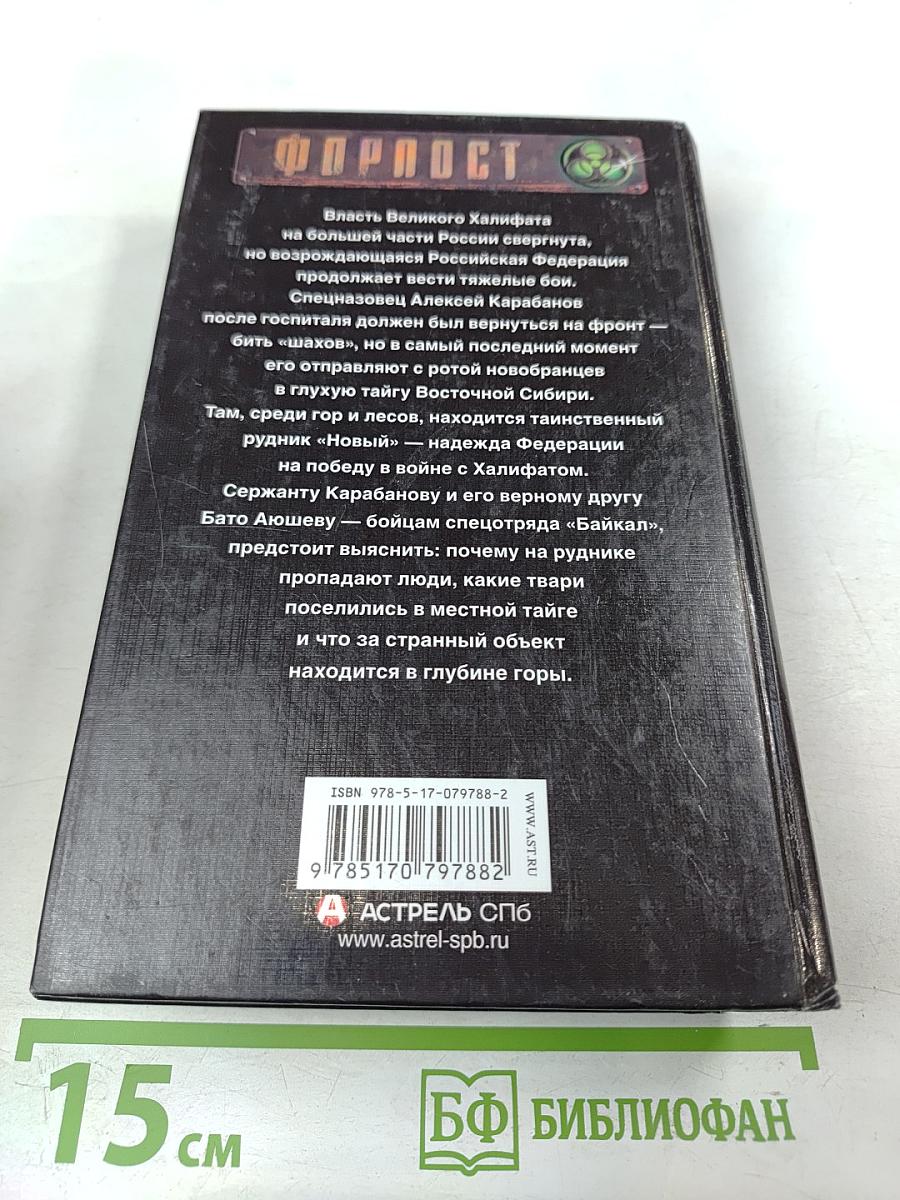 ФОРПОСТ
Власть Великого Халифата
на большей части России свергнута,
но возрождающаяся Российская Федерация
продолжает вести тяжелые бои.
Спецназовец Алексей Карабанов
после госпиталя должен был вернуться на фронт —
бить «шахов», но в самый последний момент
его отправляют с ротой новобранцев
в глухую тайгу Восточной Сибири.
Там, среди гор и лесов, находится таинственный
рудник «Новый» — надежда Федерации
на победу в войне с Халифатом.
Сержанту Карабанову и его верному другу
Бато Аюшеву — бойцам спецотряда «Байкал»,
предстоит выяснить: почему на руднике
пропадают люди, какие твари
поселились в местной тайге
и что за странный объект
находится в глубине горы.
ISBN 978-5-17-079788-2
WWW.AST.RU
9 785170 797882
АСТРЕЛЬ СПб
www.astrel-spb.ru
15 см
БФ БИБЛИОФАН